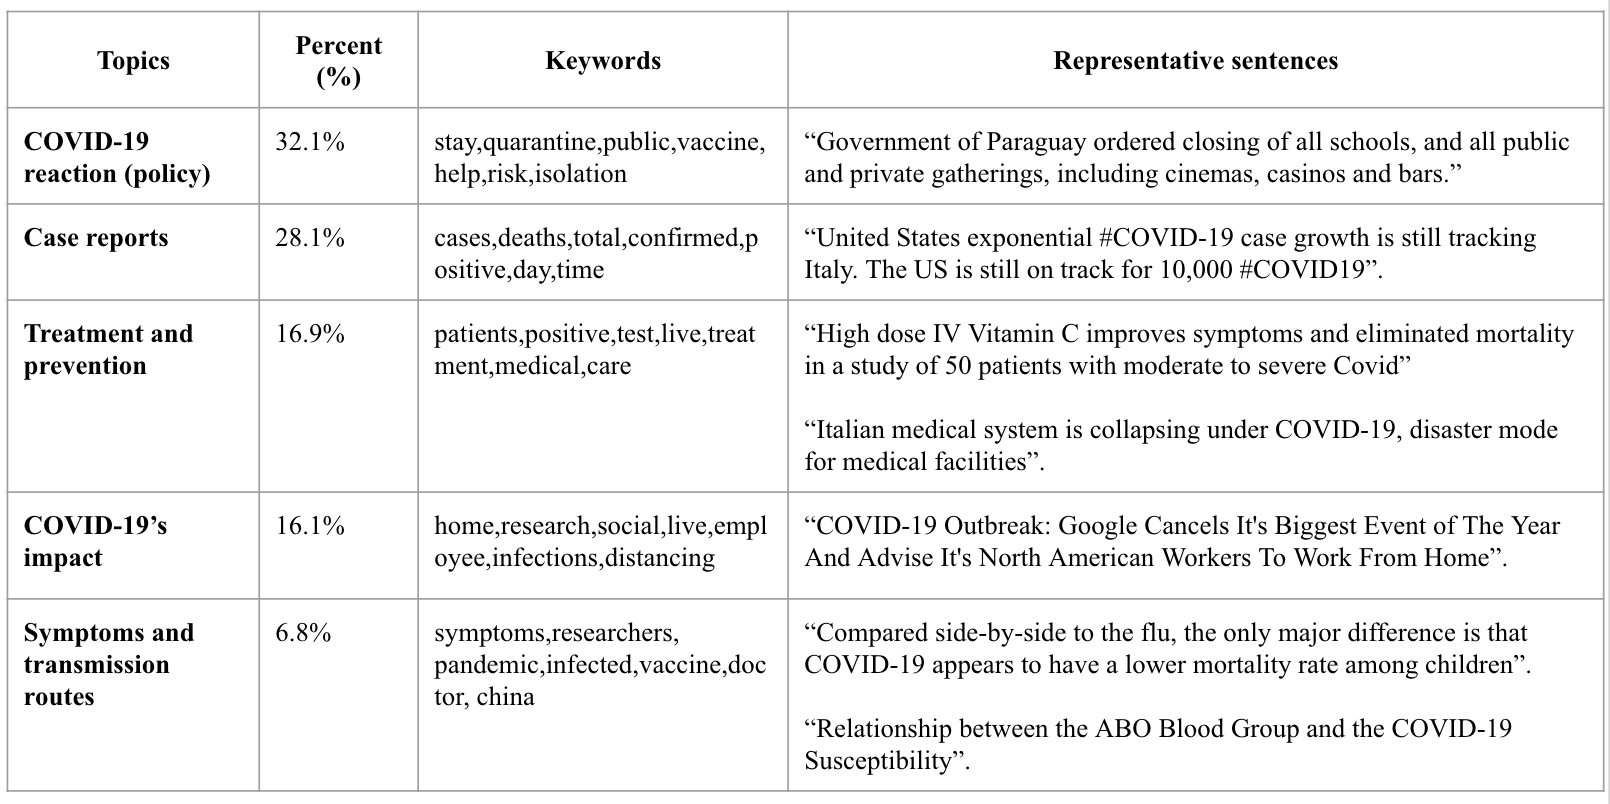 Topics
Percent
(%)
Keywords
Representative sentences
COVID-19
reaction (policy)
32.1%
stay,quarantine,public,vaccine,
help,risk,isolation
“Government of Paraguay ordered closing of all schools, and all public
and private gatherings, including cinemas, casinos and bars.”
Case reports
28.1%
cases,deaths,total,confirmed,p
ositive,day,time
“United States exponential #COVID-19 case growth is still tracking
Italy. The US is still on track for 10,000 #COVID19”.
Treatment and
prevention
16.9%
patients,positive,test,live,treat
ment,medical,care
“High dose IV Vitamin C improves symptoms and eliminated mortality
in a study of 50 patients with moderate to severe Covid”
“Italian medical system is collapsing under COVID-19, disaster mode
for medical facilities”.
COVID-19’s
impact
16.1%
home,research,social,live,empl
oyee,infections,distancing
“COVID-19 Outbreak: Google Cancels It's Biggest Event of The Year
And Advise It's North American Workers To Work From Home”.
Symptoms and
transmission
routes
6.8%
symptoms,researchers,
pandemic,infected,vaccine,doc
tor, china
“Compared side-by-side to the flu, the only major difference is that
COVID-19 appears to have a lower mortality rate among children”.
“Relationship between the ABO Blood Group and the COVID-19
Susceptibility”.